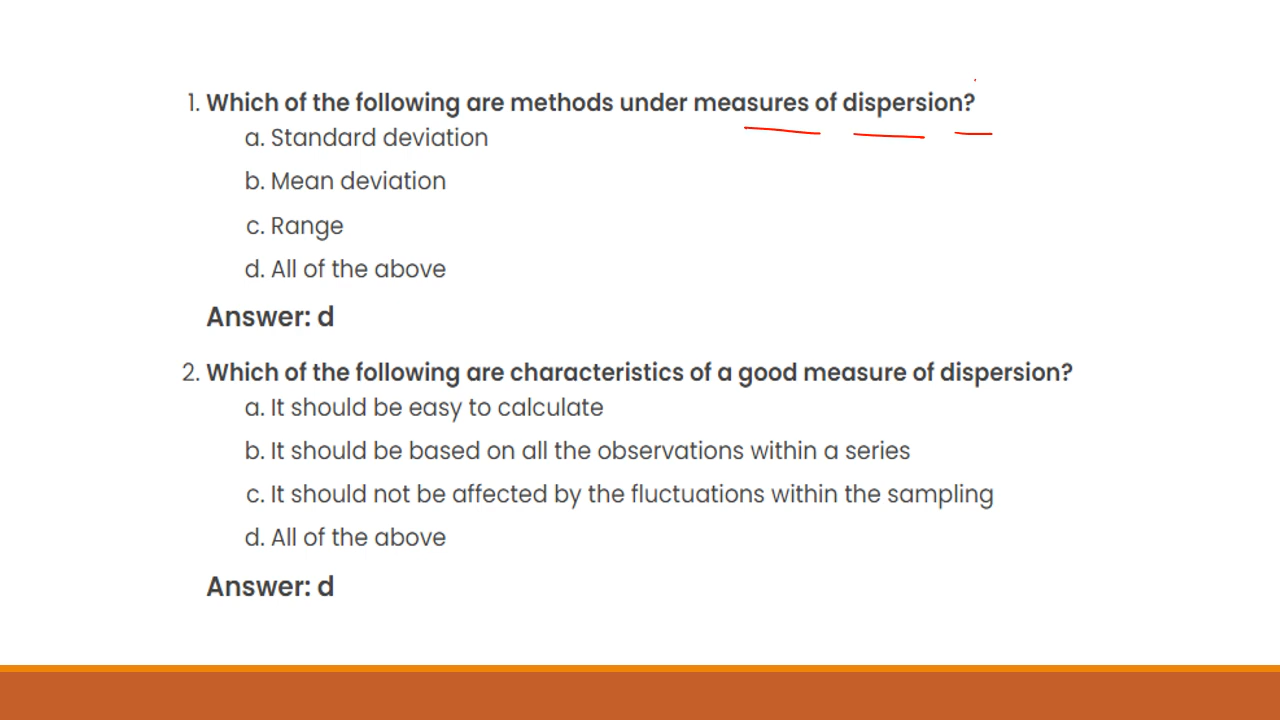 1. Which of the following are methods under measures of dispersion?
a. Standard deviation
b. Mean deviation
c. Range
d. All of the above
Answer: d
2. Which of the following are characteristics of a good measure of dispersion?
a. It should be easy to calculate
b. It should be based on all the observations within a series
c. It should not be affected by the fluctuations within the sampling
d. All of the above
Answer: d